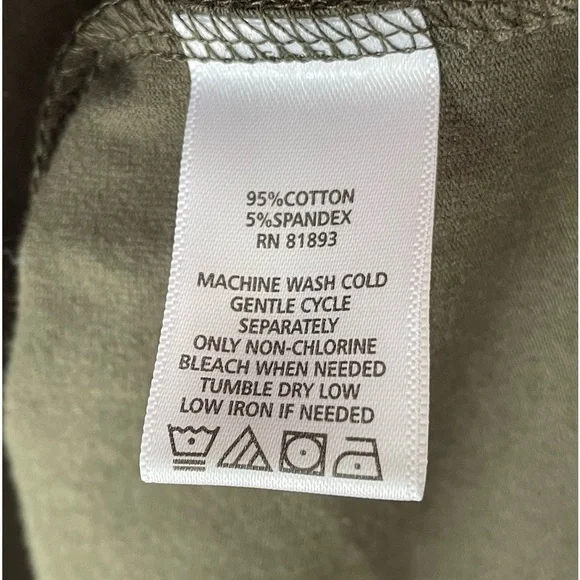 95%COTTON
5%SPANDEX
RN 81893
MACHINE WASH COLD
GENTLE CYCLE
SEPARATELY
ONLY NON-CHLORINE
BLEACH WHEN NEEDED
TUMBLE DRY LOW
LOW IRON IF NEEDED